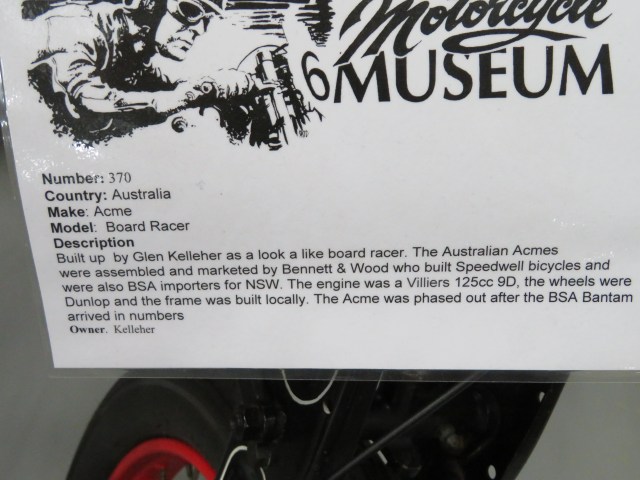 Motorcycle
MUSEUM
Number: 370
Country: Australia
Make: Acme
Model: Board Racer
Description
Built up by Glen Kelleher as a look a like board racer. The Australian Acmes
were assembled and marketed by Bennett & Wood who built Speedwell bicycles and
were also BSA importers for NSW. The engine was a Villiers 125cc 9D, the wheels were
Dunlop and the frame was built locally. The Acme was phased out after the BSA Bantam
arrived in numbers
Owner. Kelleher